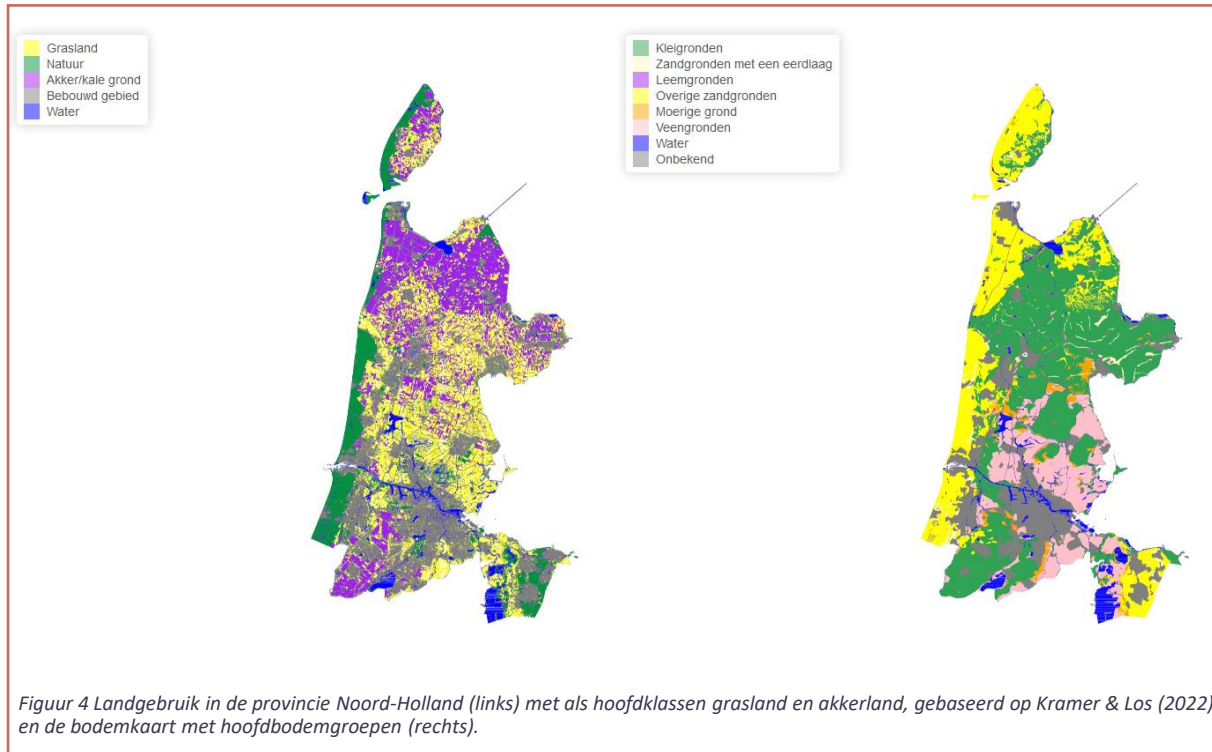 Grasland
Natuur
Akker/kale grond
Bebouwd gebied
Water
Kleigronden
Zandgronden met een eerdlaag
Leemgronden
Overige zandgronden
Moerige grond
Veengronden
Water
Onbekend
Figuur 4 Landgebruik in de provincie Noord-Holland (links) met als hoofdklassen grasland en akkerland, gebaseerd op Kramer & Los (2022)
en de bodemkaart met hoofdbodemgroepen (rechts).